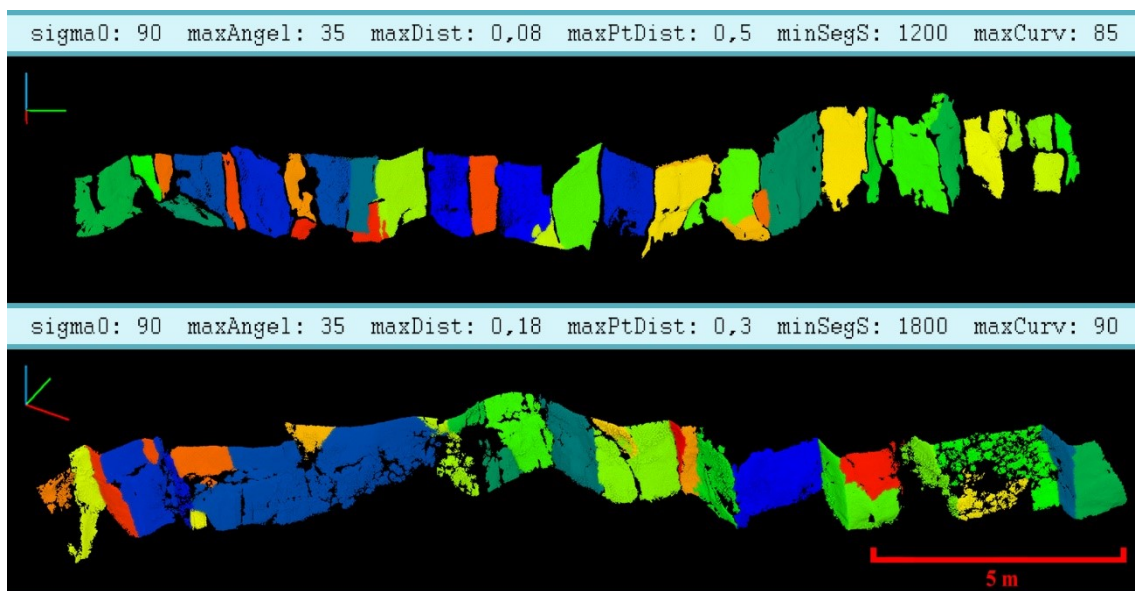 sigma0: 90 maxAngel: 35 maxDist: 0,08 maxPtDist: 0,5 minSegS: 1200 maxCurv: 85
sigma0: 90 maxAngel: 35 maxDist: 0,18 maxPtDist: 0,3 minSegS: 1800 maxCurv: 90
5 m